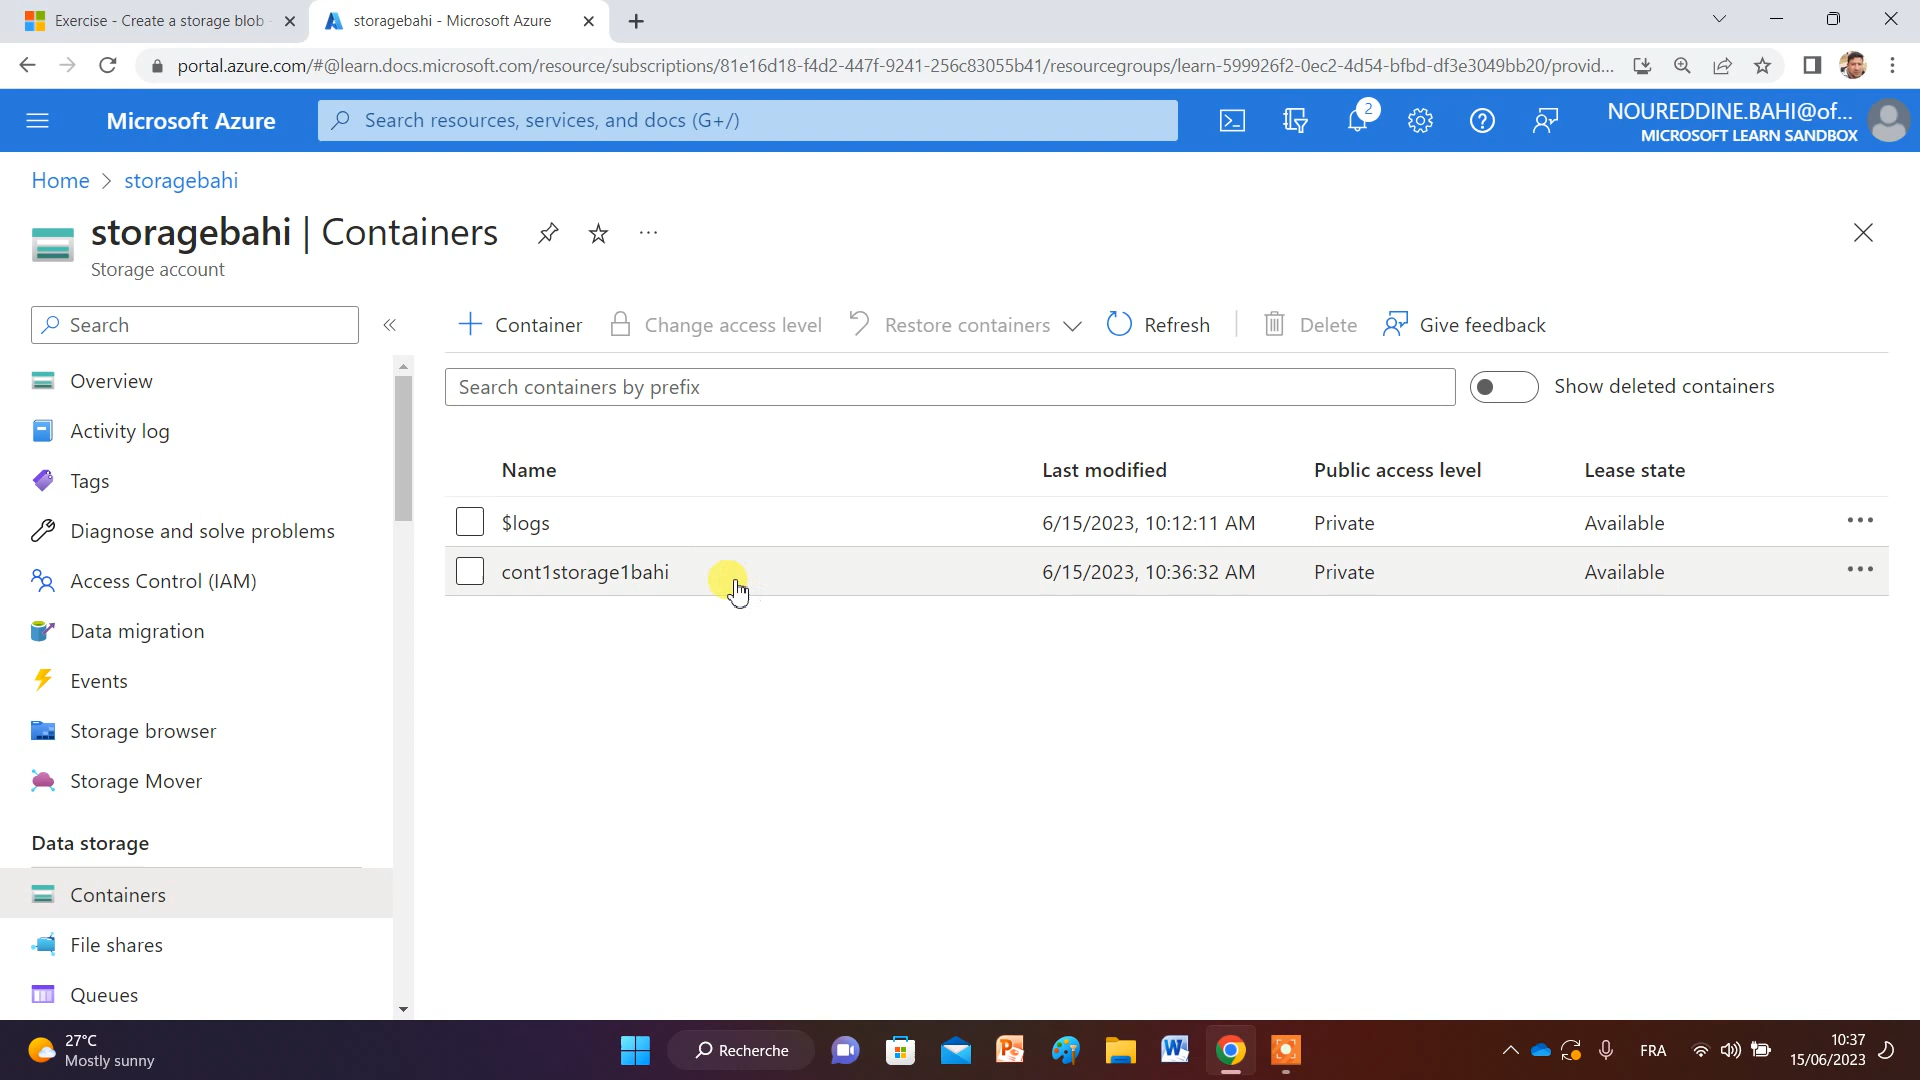 Exercise - Create a storage blob
storagebahi - Microsoft Azure
portal.azure.com/#@learn.docs.microsoft.com/resource/subscriptions/81e16d18-f4d2-447f-9241-256c83055b41/resourcegroups/learn-599926f2-0ec2-4d54-bfbd-df3e3049bb20/provid...
Microsoft Azure
Search resources, services, and docs (G+/)
2
NOUREDDINE.BAHI@of...
MICROSOFT LEARN SANDBOX
Home > storagebahi
storagebahi | Containers
Storage account
Search
Container
Change access level
Restore containers
Refresh
Delete
Give feedback
Overview
Activity log
Tags
Diagnose and solve problems
Access Control (IAM)
Data migration
Events
Storage browser
Storage Mover
Data storage
Containers
File shares
Queues
Search containers by prefix
Show deleted containers
Name Last modified Public access level Lease state
$logs 6/15/2023, 10:12:11 AM Private Available
cont1storage1bahi 6/15/2023, 10:36:32 AM Private Available
27°C
Mostly sunny
Recherche
FRA
10:37
15/06/2023